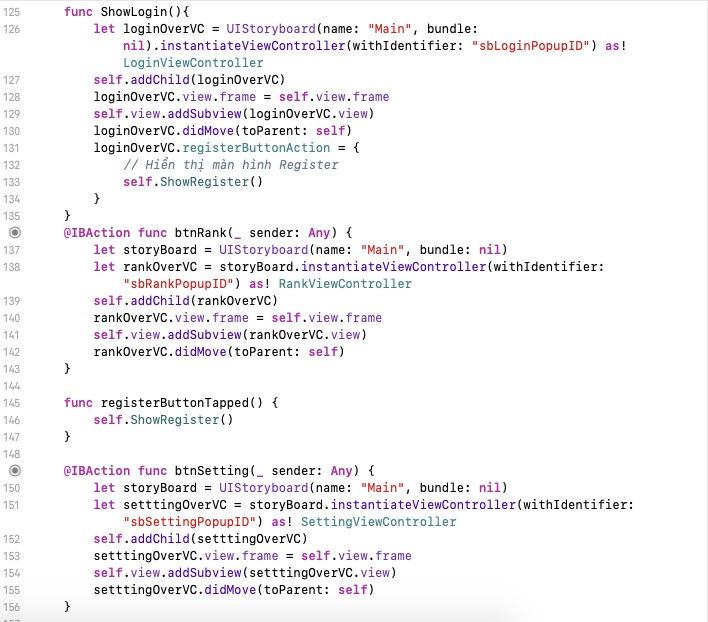 125 func ShowLogin(){
126 let loginOverVC = UIStoryboard(name: "Main", bundle:
nil).instantiateViewController(withIdentifier: "sbLoginPopupID") as!
LoginViewController
127 self.addChild(loginOverVC)
128 loginOverVC.view.frame = self.view.frame
129 self.view.addSubview(loginOverVC.view)
130 loginOverVC.didMove(toParent: self)
131 loginOverVC.registerButtonAction = {
132 // Hiển thị màn hình Register
133 self.ShowRegister()
134 }
135 }
@IBAction func btnRank(_ sender: Any) {
137 let storyBoard = UIStoryboard(name: "Main", bundle: nil)
138 let rankOverVC = storyBoard.instantiateViewController(withIdentifier:
"sbRankPopupID") as! RankViewController
139 self.addChild(rankOverVC)
140 rankOverVC.view.frame = self.view.frame
141 self.view.addSubview(rankOverVC.view)
142 rankOverVC.didMove(toParent: self)
143 }
144
145 func registerButtonTapped() {
146 self.ShowRegister()
147 }
148
@IBAction func btnSetting(_ sender: Any) {
150 let storyBoard = UIStoryboard(name: "Main", bundle: nil)
151 let setttingOverVC = storyBoard.instantiateViewController(withIdentifier:
"sbSettingPopupID") as! SettingViewController
152 self.addChild(setttingOverVC)
153 setttingOverVC.view.frame = self.view.frame
154 self.view.addSubview(setttingOverVC.view)
155 setttingOverVC.didMove(toParent: self)
156 }